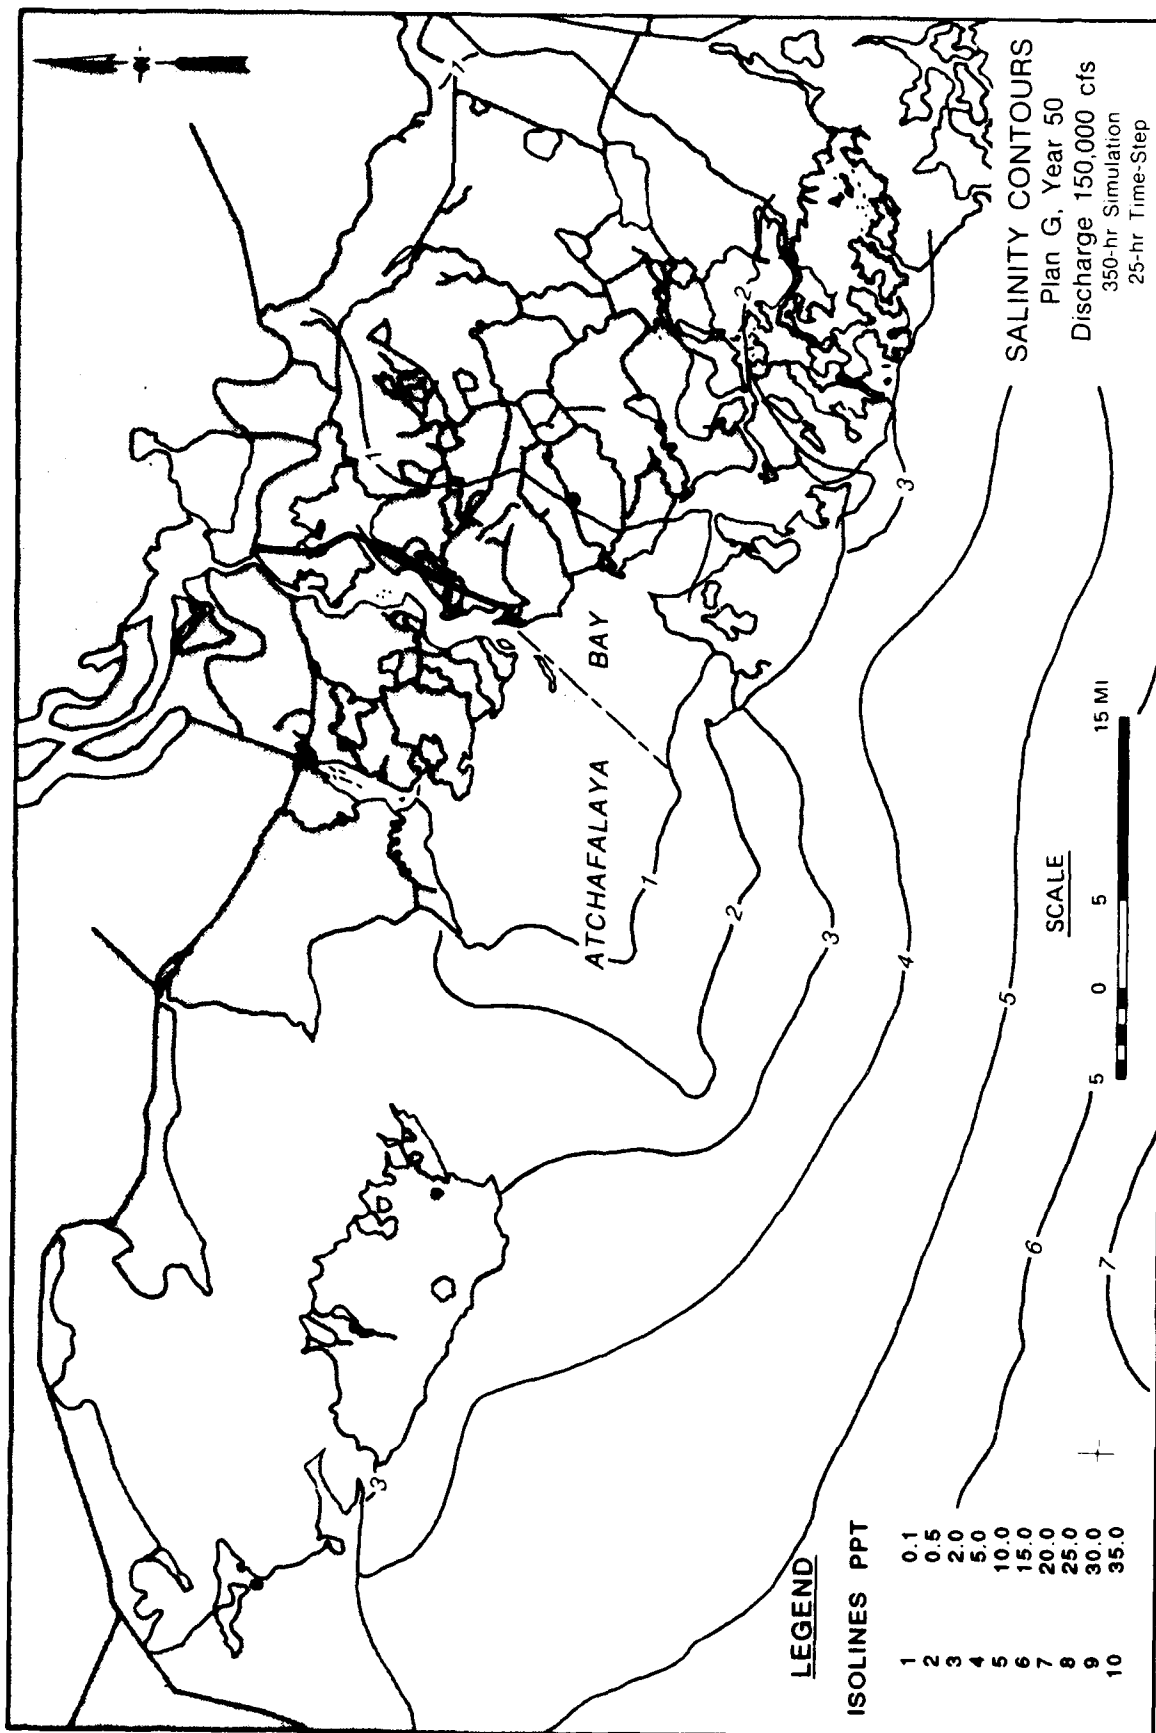 ATCHAFALAYA BAY
1
1
2
3
1
2
3
4
5
6
7
3
SALINITY CONTOURS
Plan G, Year 50
Discharge 150,000 cfs
350-hr Simulation
25-hr Time-Step
SCALE
5 0 5 15 MI
LEGEND
ISOLINES PPT
1 0.1
2 0.5
3 2.0
4 5.0
5 10.0
6 15.0
7 20.0
8 25.0
9 30.0
10 35.0